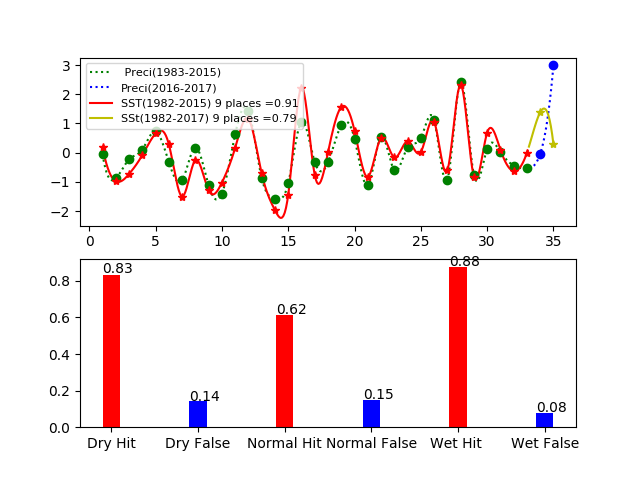 3
2
1
0
−1
−2
Preci(1983-2015)
Preci(2016-2017)
SST(1982-2015) 9 places =0.91
SSt(1982-2017) 9 places =0.79
0 5 10 15 20 25 30 35
0.8
0.6
0.4
0.2
0.0
0.83
0.14
0.62
0.15
0.88
0.08
Dry Hit Dry False Normal Hit Normal False Wet Hit Wet False